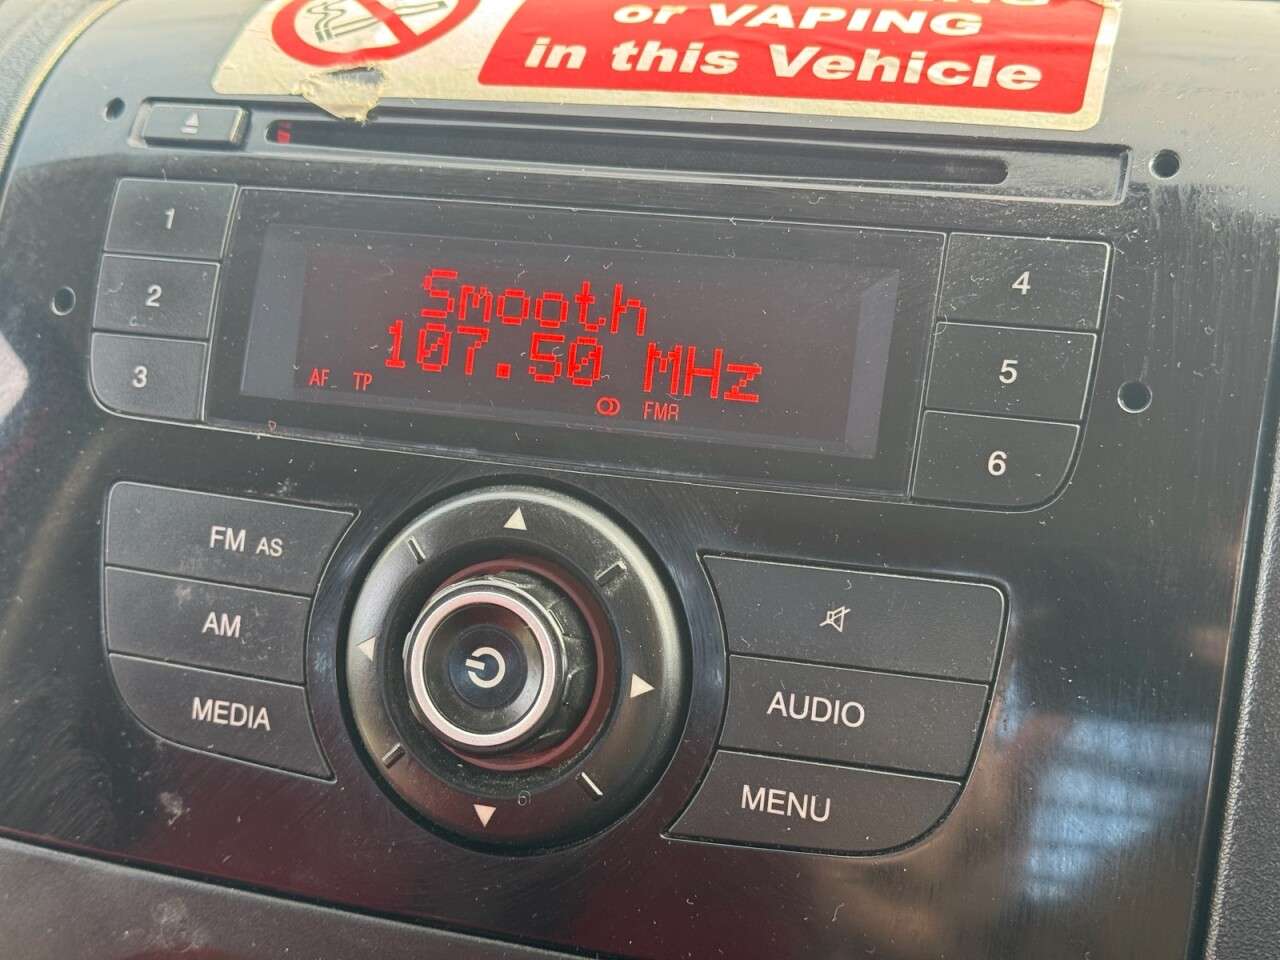 or VAPING
in this Vehicle
1
2
3
Smooth
107.50 MHz
AF TP
FMA
4
5
6
FM AS
AM
MEDIA
AUDIO
MENU